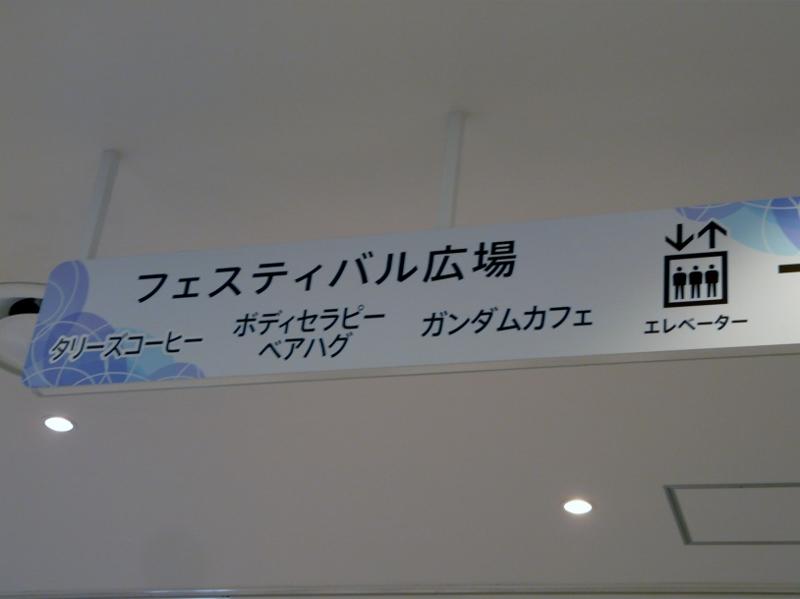 フェスティバル広場
タリーズコーヒー
ボディセラピー
ベアハグ
ガンダムカフェ
エレベーター